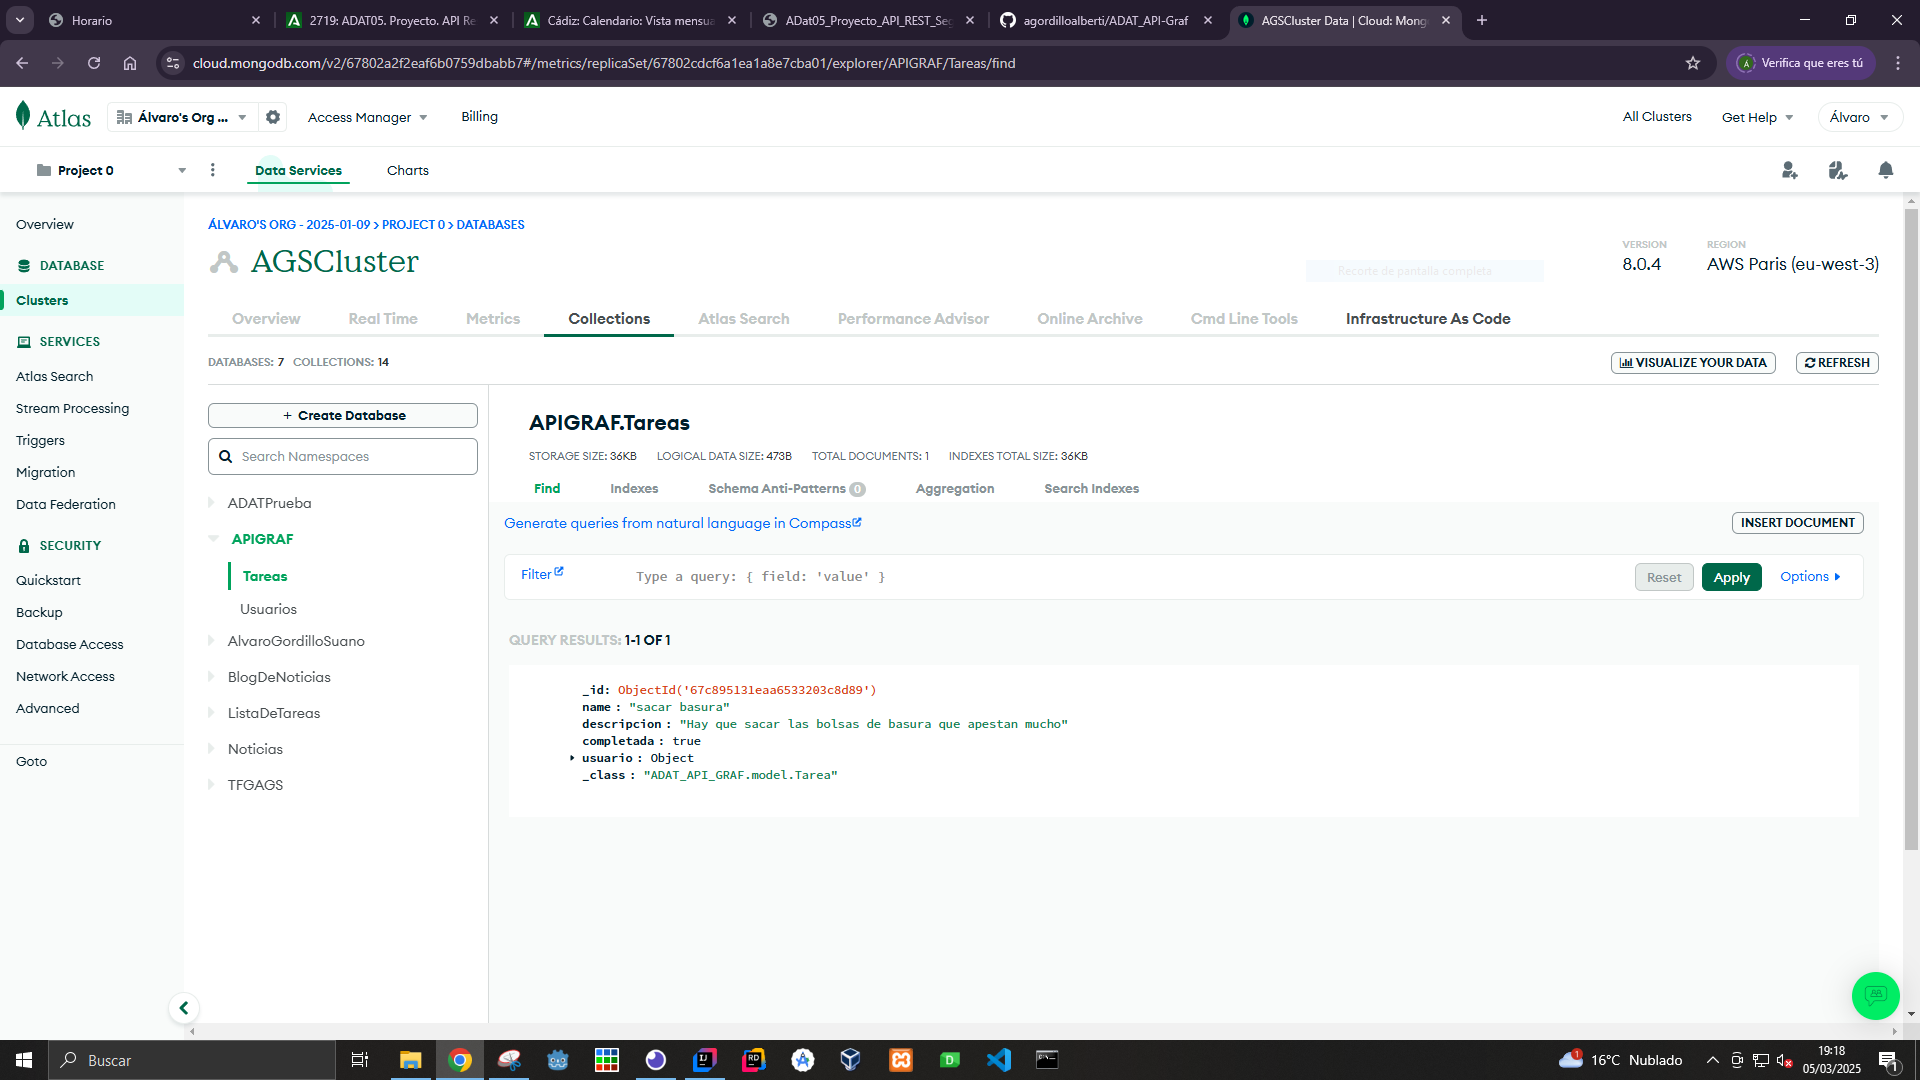 Horario
2719: ADAT05. Proyecto. API Re
Cádiz: Calendario: Vista mensua
ADat05_Proyecto_API_REST_Seg
agordilloalberti/ADAT_API-Graf
AGSCluster Data | Cloud: Mong
cloud.mongodb.com/v2/67802a2f2eaf6b0759dbabb7#/metrics/replicaSet/67802cdcf6a1ea1a8e7cba01/explorer/APIGRAF/Tareas/find
Verifica que eres tú
Atlas
Álvaro's Org ...
Access Manager
Billing
All Clusters
Get Help
Álvaro
Project 0
Data Services
Charts
Overview
DATABASE
Clusters
SERVICES
Atlas Search
Stream Processing
Triggers
Migration
Data Federation
SECURITY
Quickstart
Backup
Database Access
Network Access
Advanced
Goto
ÁLVARO'S ORG - 2025-01-09 > PROJECT 0 > DATABASES
AGSCluster
Recorte de pantalla completa
VERSION
8.0.4
REGION
AWS Paris (eu-west-3)
Overview
Real Time
Metrics
Collections
Atlas Search
Performance Advisor
Online Archive
Cmd Line Tools
Infrastructure As Code
DATABASES: 7 COLLECTIONS: 14
VISUALIZE YOUR DATA
REFRESH
+ Create Database
Search Namespaces
ADATPrueba
APIGRAF
Tareas
Usuarios
AlvaroGordilloSuano
BlogDeNoticias
ListaDeTareas
Noticias
TFGAGS
APIGRAF.Tareas
STORAGE SIZE: 36KB LOGICAL DATA SIZE: 473B TOTAL DOCUMENTS: 1 INDEXES TOTAL SIZE: 36KB
Find
Indexes
Schema Anti-Patterns 0
Aggregation
Search Indexes
Generate queries from natural language in Compass
INSERT DOCUMENT
Filter
Type a query: { field: 'value' }
Reset
Apply
Options
QUERY RESULTS: 1-1 OF 1
_id: ObjectId('67c895131eaa6533203c8d89')
name : "sacar basura"
descripcion : "Hay que sacar las bolsas de basura que apestan mucho"
completada : true
usuario : Object
_class : "ADAT_API_GRAF.model.Tarea"
Buscar
1
16°C Nublado
19:18
05/03/2025
1